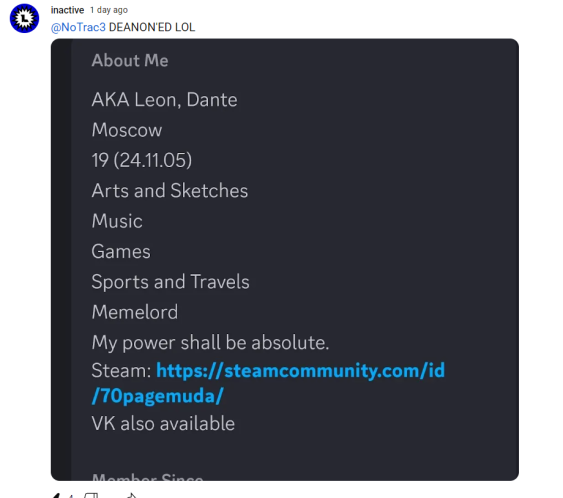 inactive 1 day ago
@NoTrac3 DEANON'ED LOL
About Me
AKA Leon, Dante
Moscow
19 (24.11.05)
Arts and Sketches
Music
Games
Sports and Travels
Memelord
My power shall be absolute.
Steam: https://steamcommunity.com/id
/70pagemuda/
VK also available
Member Since